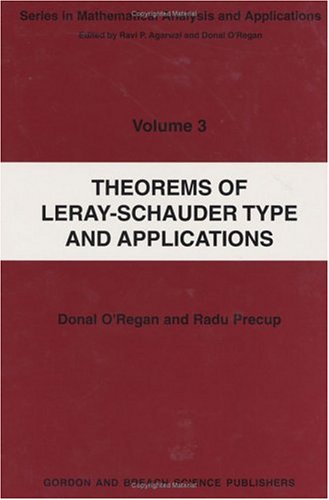 Series in Mathematical Analysis and Applications
Edited by Ravi P. Agarwal and Donal O'Regan
Volume 3
THEOREMS OF
LERAY-SCHAUDER TYPE
AND APPLICATIONS
Donal O'Regan and Radu Precup
GORDON AND BREACH SCIENCE PUBLISHERS